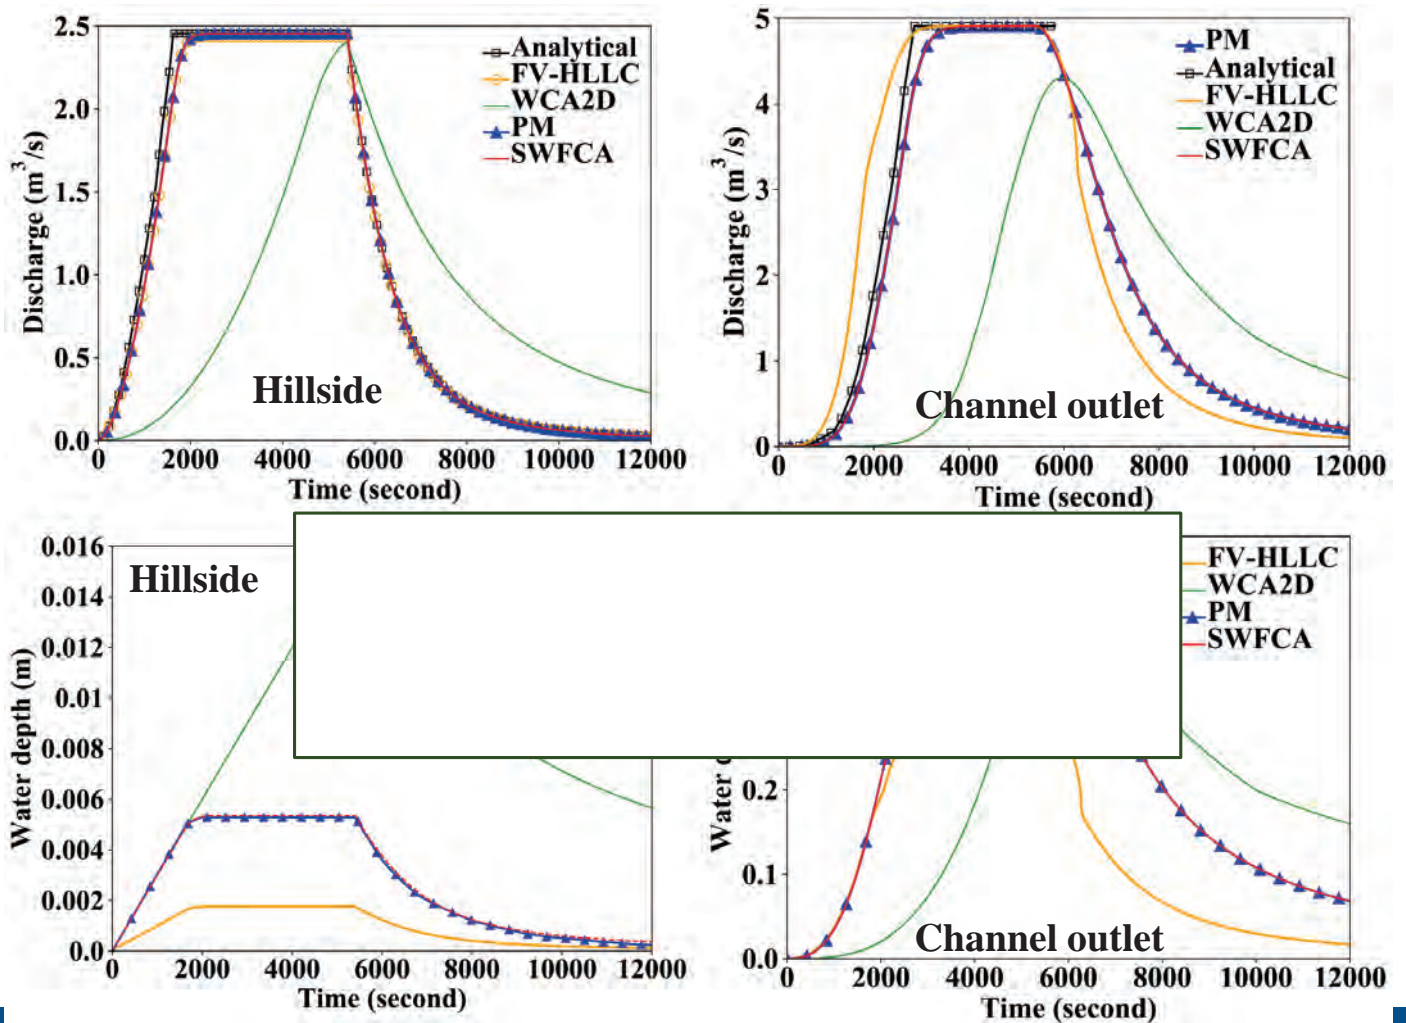 2.5
2.0
1.5
1.0
0.5
0.0
Discharge (m³/s)
Analytical
FV-HLLC
WCA2D
PM
SWFCA
Hillside
0 2000 4000 6000 8000 10000 12000
Time (second)
5
4
3
2
1
0
Discharge (m³/s)
PM
Analytical
FV-HLLC
WCA2D
SWFCA
Channel outlet
0 2000 4000 6000 8000 10000 12000
Time (second)
0.016
0.014
0.012
0.01
0.008
0.006
0.004
0.002
0.0
Water depth (m)
Hillside
0 2000 4000 6000 8000 10000 12000
Time (second)
0.2
0.1
0.0
Water
FV-HLLC
WCA2D
PM
SWFCA
Channel outlet
0 2000 4000 6000 8000 10000 12000
Time (second)